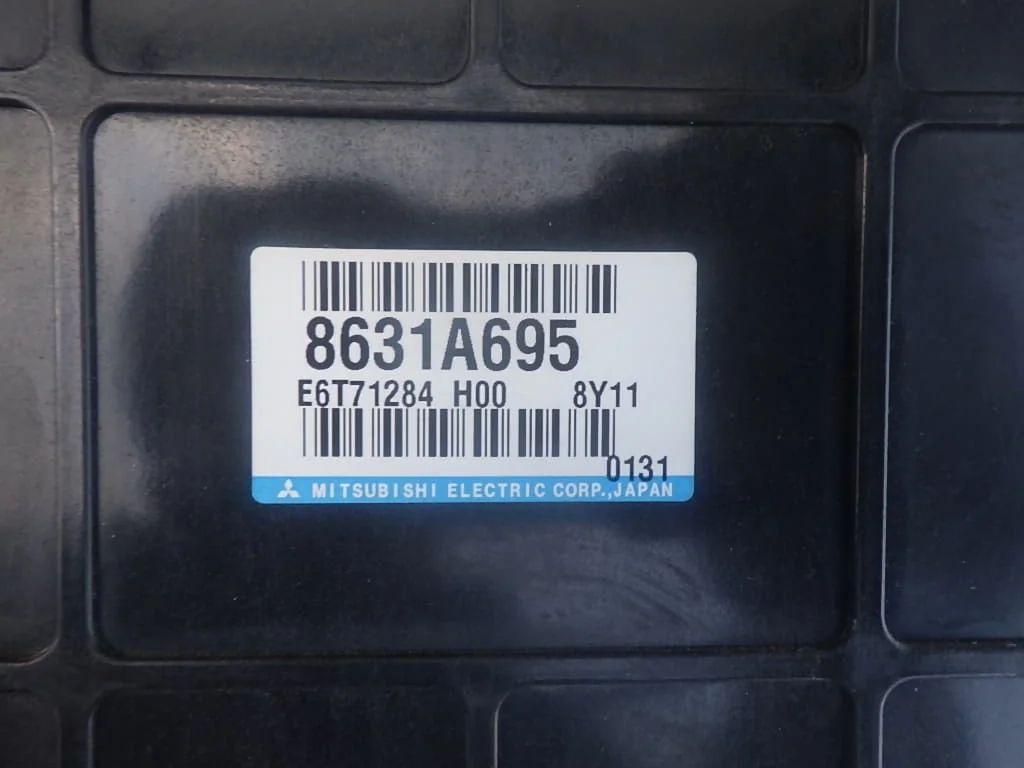 8631A695
E6T71284 H00 8Y11
0131
MITSUBISHI ELECTRIC CORP.,JAPAN